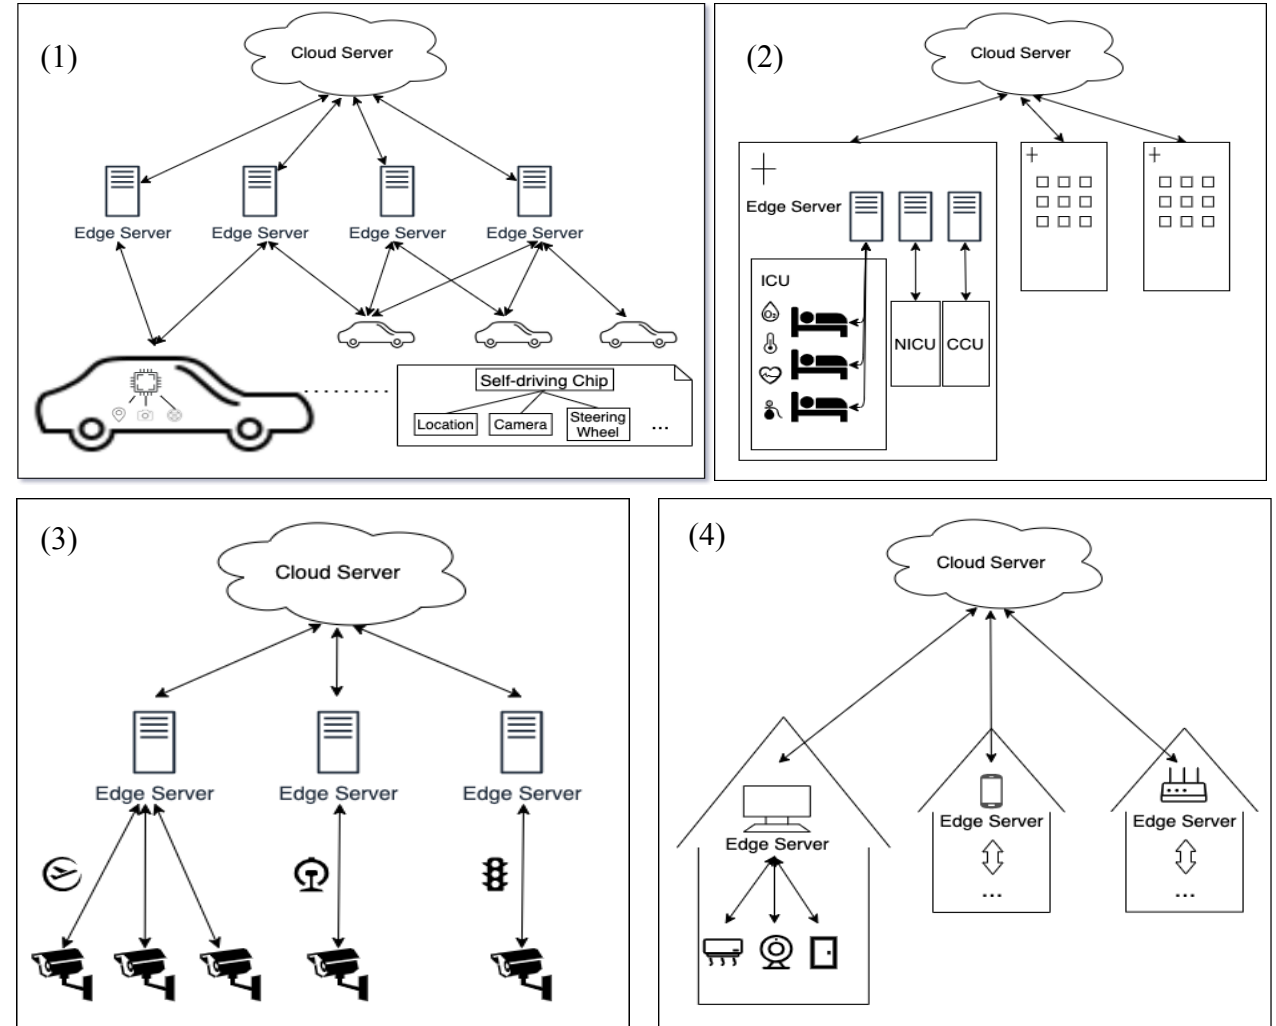 (1)
Cloud Server
Edge Server
Edge Server
Edge Server
Edge Server
Self-driving Chip
Location
Camera
Steering
Wheel
...
(2)
Cloud Server
Edge Server
ICU
O₂
NICU
CCU
(3)
Cloud Server
Edge Server
Edge Server
Edge Server
(4)
Cloud Server
Edge Server
Edge Server
Edge Server
...
...